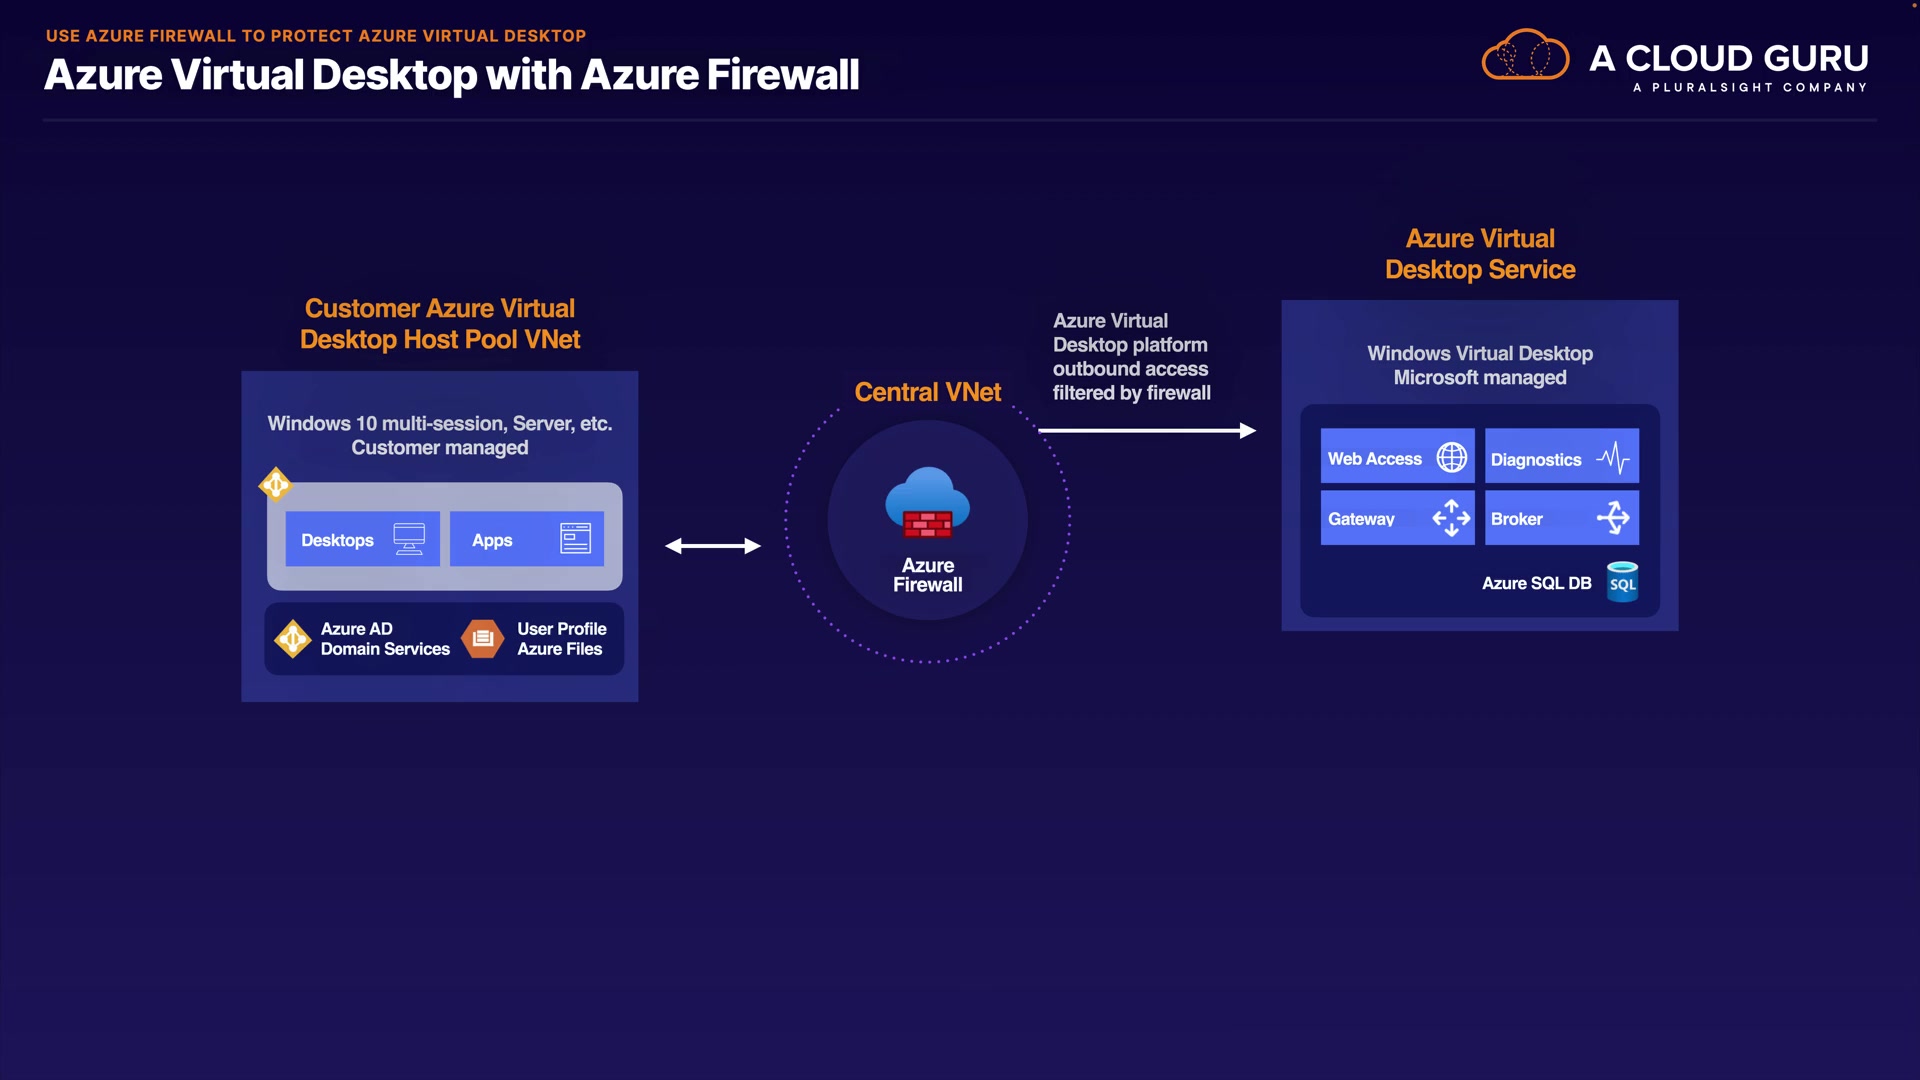 USE AZURE FIREWALL TO PROTECT AZURE VIRTUAL DESKTOP
Azure Virtual Desktop with Azure Firewall
A CLOUD GURU
A PLURALSIGHT COMPANY
Customer Azure Virtual
Desktop Host Pool VNet
Windows 10 multi-session, Server, etc.
Customer managed
Desktops
Apps
Azure AD
Domain Services
User Profile
Azure Files
Central VNet
Azure
Firewall
Azure Virtual
Desktop platform
outbound access
filtered by firewall
Azure Virtual
Desktop Service
Windows Virtual Desktop
Microsoft managed
Web Access
Diagnostics
Gateway
Broker
Azure SQL DB
SQL